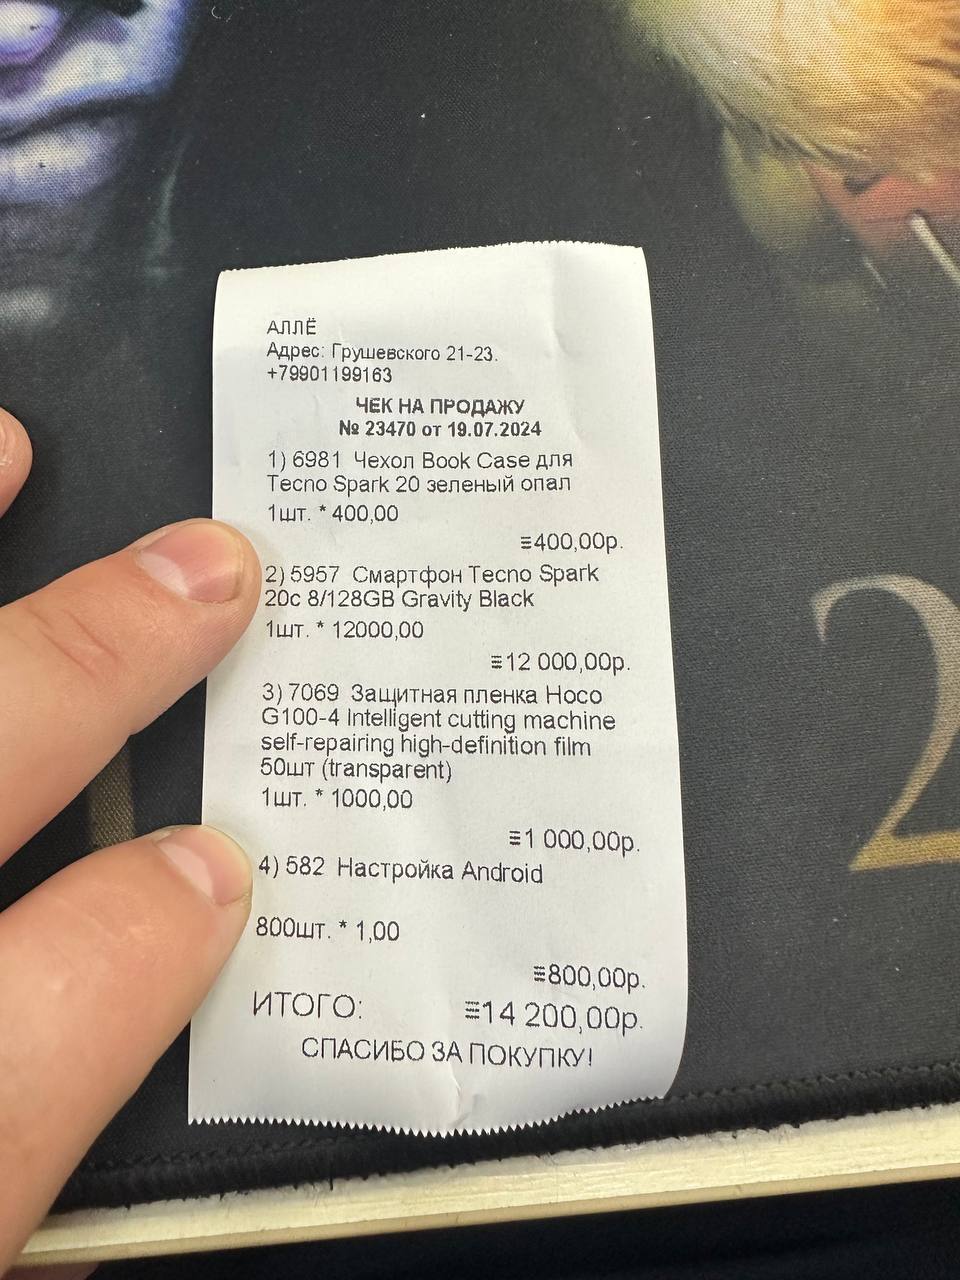 АЛЛЁ
Адрес: Грушевского 21-23.
+79901199163
ЧЕК НА ПРОДАЖУ
№ 23470 от 19.07.2024
1) 6981 Чехол Book Case для
Tecno Spark 20 зеленый опал
1шт. * 400,00
≡400,00р.
2) 5957 Смартфон Tecno Spark
20c 8/128GB Gravity Black
1шт. * 12000,00
≡12 000,00р.
3) 7069 Защитная пленка Hoco
G100-4 Intelligent cutting machine
self-repairing high-definition film
50шт (transparent)
1шт. * 1000,00
≡1 000,00р.
4) 582 Настройка Android
800шт. * 1,00
≡800,00р.
ИТОГО: ≡14 200,00р.
СПАСИБО ЗА ПОКУПКУ!
2